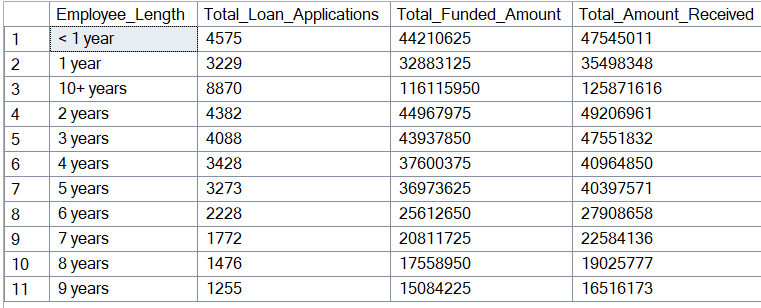 Employee_Length Total_Loan_Applications Total_Funded_Amount Total_Amount_Received
1 < 1 year 4575 44210625 47545011
2 1 year 3229 32883125 35498348
3 10+ years 8870 116115950 125871616
4 2 years 4382 44967975 49206961
5 3 years 4088 43937850 47551832
6 4 years 3428 37600375 40964850
7 5 years 3273 36973625 40397571
8 6 years 2228 25612650 27908658
9 7 years 1772 20811725 22584136
10 8 years 1476 17558950 19025777
11 9 years 1255 15084225 16516173